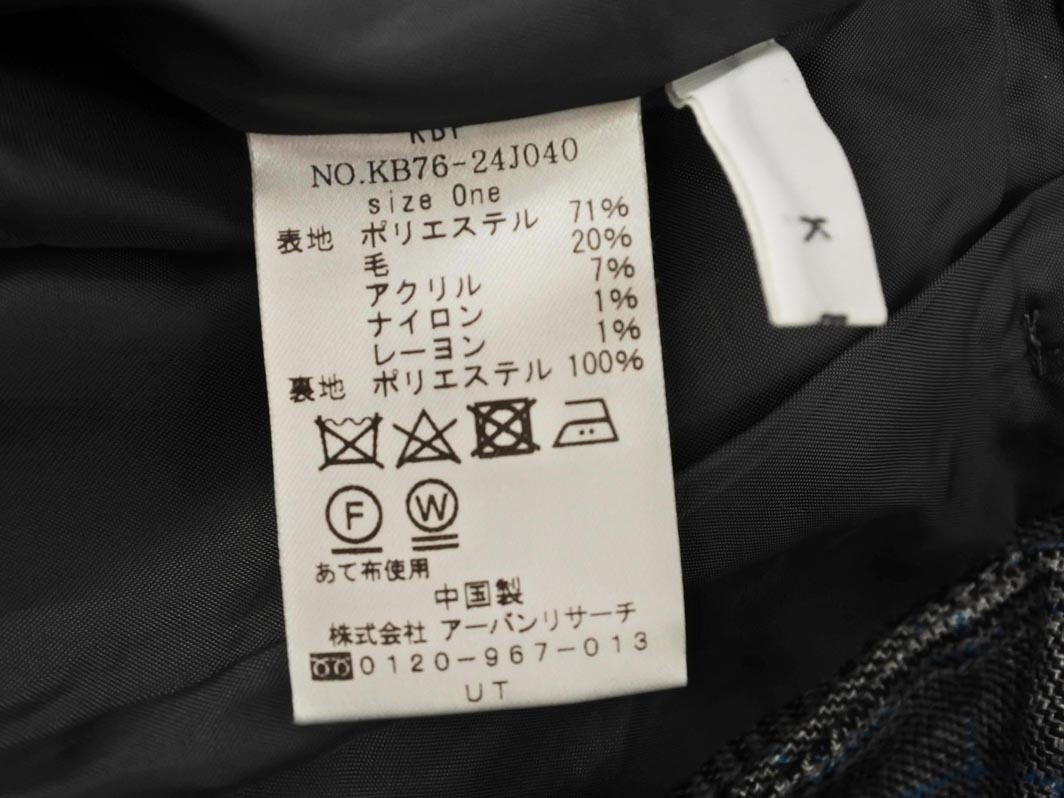 KBF
NO.KB76-24J040
size One
表地 ポリエステル 71%
毛 20%
アクリル 7%
ナイロン 1%
レーヨン 1%
裏地 ポリエステル 100%
F W
あて布使用
中国製
株式会社 アーバンリサーチ
0120-967-013
UT
K